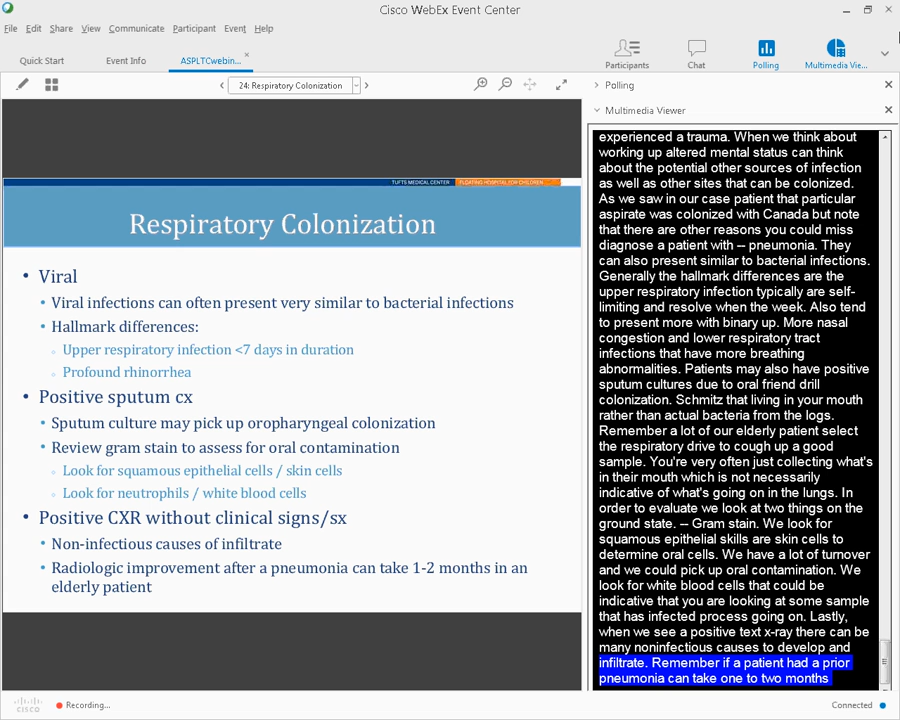 Cisco WebEx Event Center
File Edit Share View Communicate Participant Event Help
Quick Start
Event Info
ASPLTCwebin...
Participants
Chat
Polling
Multimedia Vie...
24: Respiratory Colonization
TUFTS MEDICAL CENTER
FLOATING HOSPITAL FOR CHILDREN
Respiratory Colonization
• Viral
• Viral infections can often present very similar to bacterial infections
• Hallmark differences:
Upper respiratory infection <7 days in duration
Profound rhinorrhea
• Positive sputum cx
• Sputum culture may pick up oropharyngeal colonization
• Review gram stain to assess for oral contamination
Look for squamous epithelial cells / skin cells
Look for neutrophils / white blood cells
• Positive CXR without clinical signs/sx
• Non-infectious causes of infiltrate
• Radiologic improvement after a pneumonia can take 1-2 months in an
elderly patient
Polling
Multimedia Viewer
experienced a trauma. When we think about
working up altered mental status can think
about the potential other sources of infection
as well as other sites that can be colonized.
As we saw in our case patient that particular
aspirate was colonized with Canada but note
that there are other reasons you could miss
diagnose a patient with -- pneumonia. They
can also present similar to bacterial infections.
Generally the hallmark differences are the
upper respiratory infection typically are self-
limiting and resolve when the week. Also tend
to present more with binary up. More nasal
congestion and lower respiratory tract
infections that have more breathing
abnormalities. Patients may also have positive
sputum cultures due to oral friend drill
colonization. Schmitz that living in your mouth
rather than actual bacteria from the logs.
Remember a lot of our elderly patient select
the respiratory drive to cough up a good
sample. You're very often just collecting what's
in their mouth which is not necessarily
indicative of what's going on in the lungs. In
order to evaluate we look at two things on the
ground state. -- Gram stain. We look for
squamous epithelial skills are skin cells to
determine oral cells. We have a lot of turnover
and we could pick up oral contamination. We
look for white blood cells that could be
indicative that you are looking at some sample
that has infected process going on. Lastly,
when we see a positive text x-ray there can be
many noninfectious causes to develop and
infiltrate. Remember if a patient had a prior
pneumonia can take one to two months
cisco
Recording...
Connected